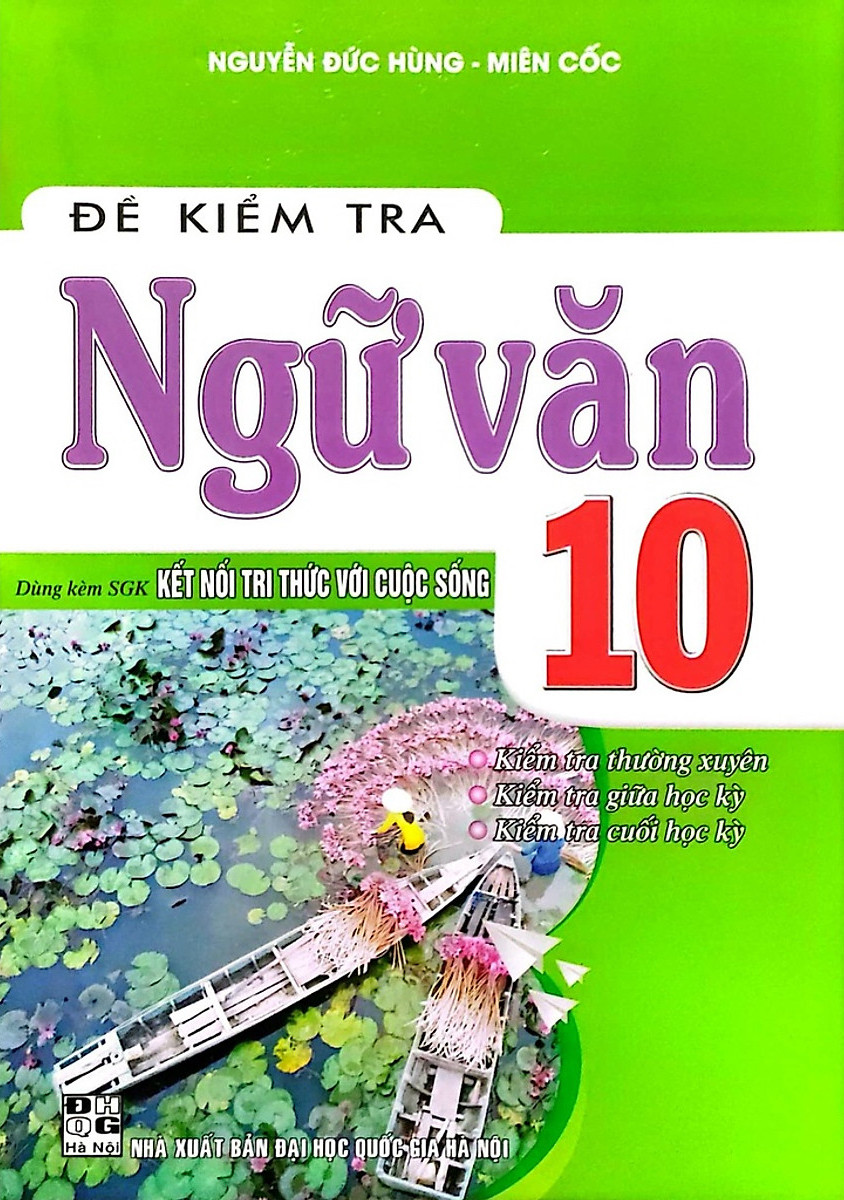 NGUYỄN ĐỨC HÙNG - MIÊN CỐC
ĐỀ KIỂM TRA
Ngữ văn
10
Dùng kèm SGK KẾT NỐI TRI THỨC VỚI CUỘC SỐNG
Kiểm tra thường xuyên
Kiểm tra giữa học kỳ
Kiểm tra cuối học kỳ
ĐH
QG
Hà Nội
NHÀ XUẤT BẢN ĐẠI HỌC QUỐC GIA HÀ NỘI